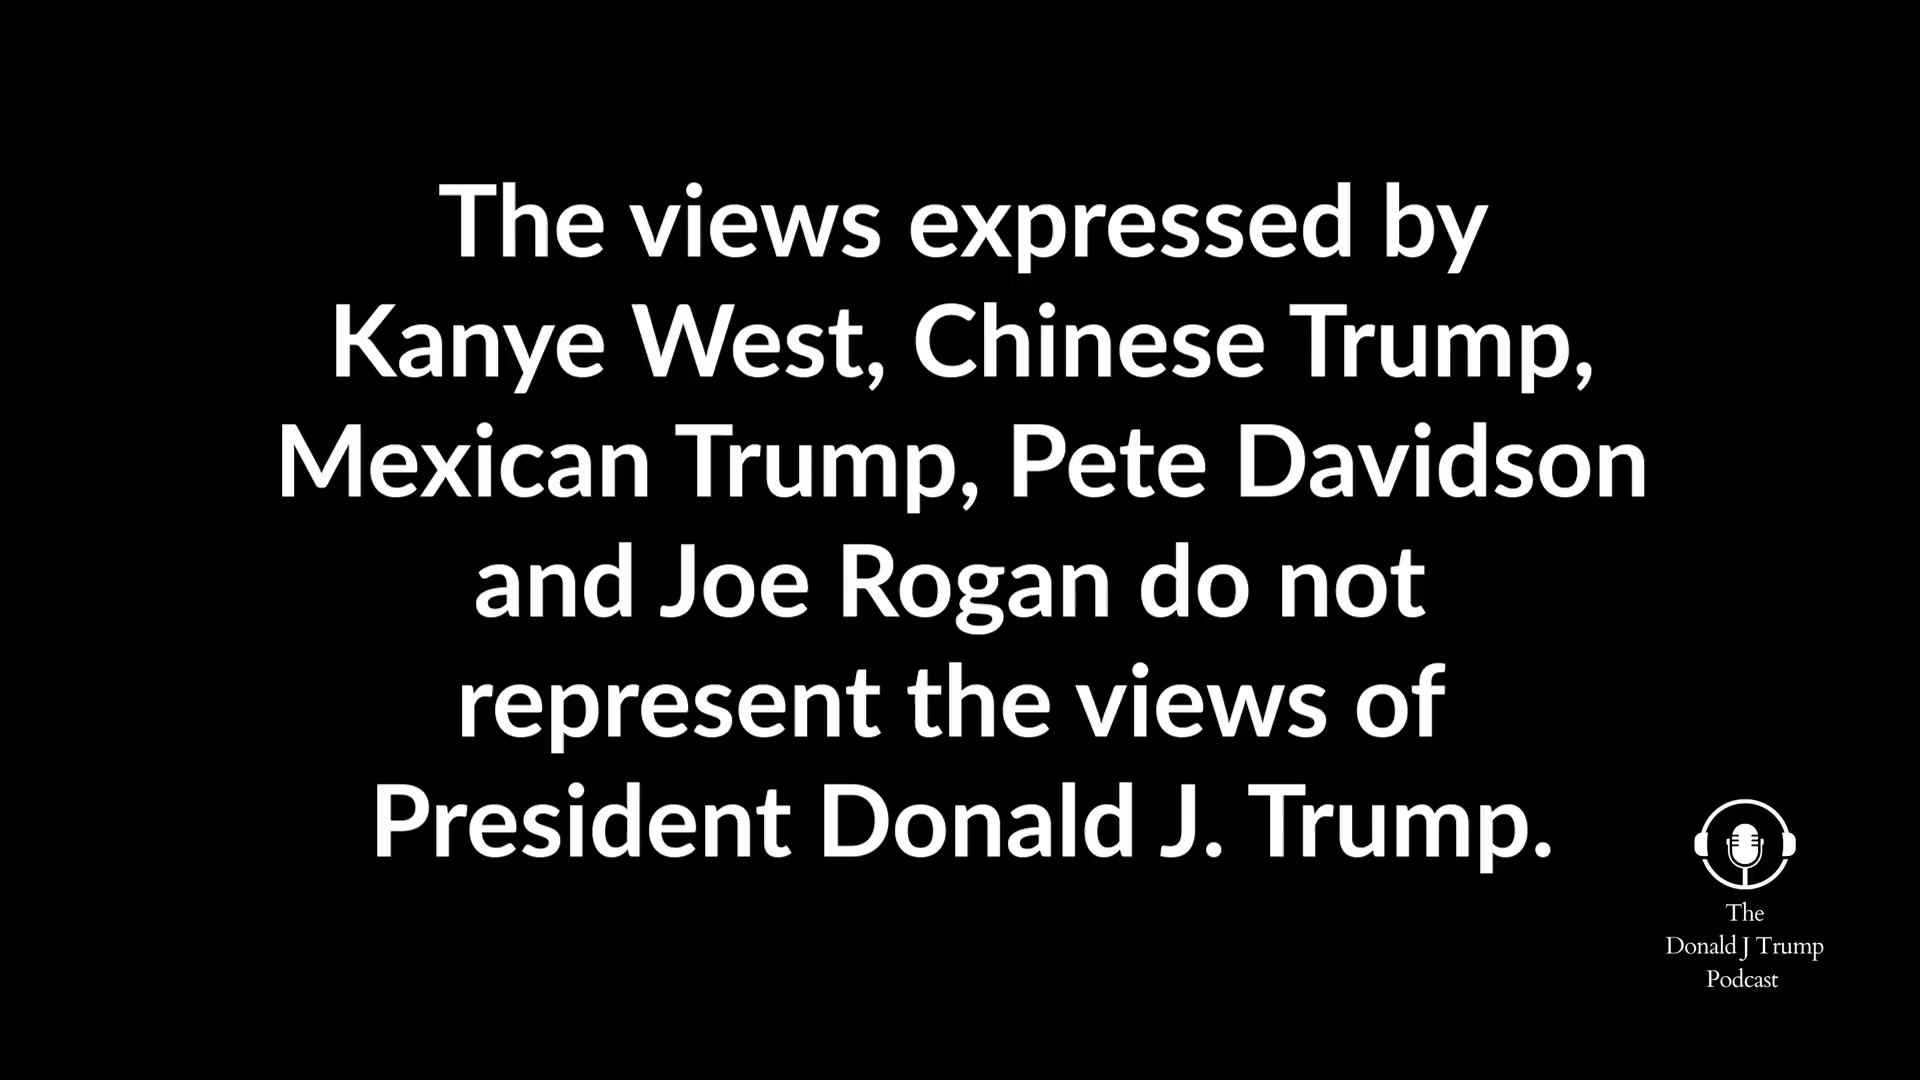 The views expressed by
Kanye West, Chinese Trump,
Mexican Trump, Pete Davidson
and Joe Rogan do not
represent the views of
President Donald J. Trump.
The
Donald J Trump
Podcast